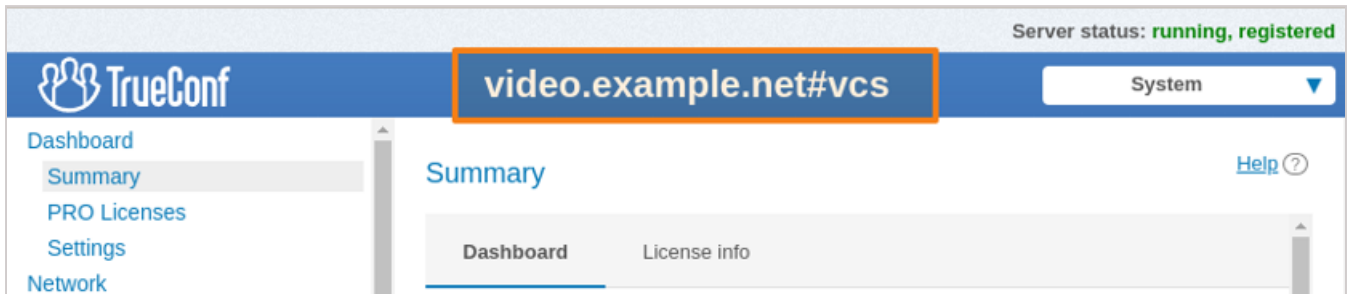 Server status: running, registered
TrueConf
video.example.net#vcs
System
Dashboard
Summary
PRO Licenses
Settings
Network
Summary
Help ?
Dashboard
License info